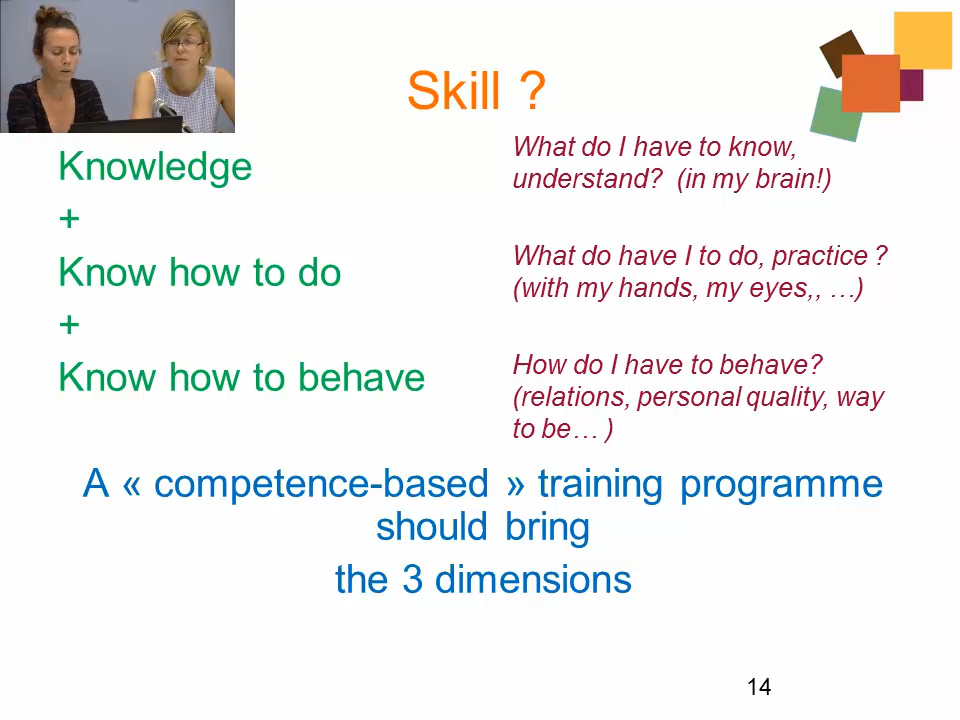 Skill ?
Knowledge
+
Know how to do
+
Know how to behave
What do I have to know,
understand?  (in my brain!)
What do have I to do, practice ?
(with my hands, my eyes,, …)
How do I have to behave?
(relations, personal quality, way
to be… )
A « competence-based » training programme
should bring
the 3 dimensions
14